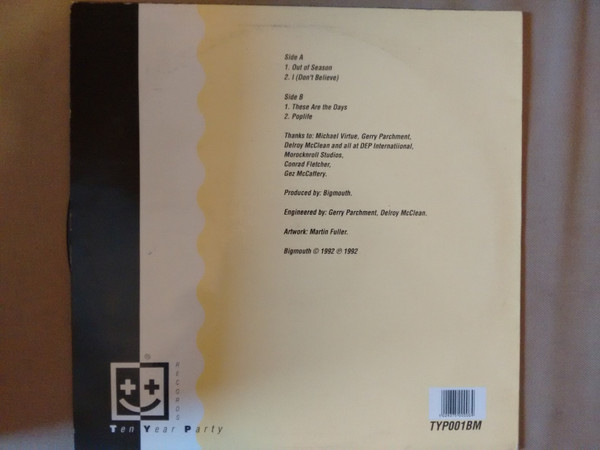 Side A
1. Out of Season
2. I (Don't Believe)
Side B
1. These Are the Days
2. Poplife
Thanks to: Michael Virtue, Gerry Parchment,
Delroy McClean and all at DEP Internatiional,
Morocknroll Studios,
Conrad Fletcher,
Gez McCaffery.
Produced by: Bigmouth.
Engineered by: Gerry Parchment, Delroy McClean.
Artwork: Martin Fuller.
Bigmouth © 1992 ℗ 1992
RECORDS
Ten Year Party
TYP001BM